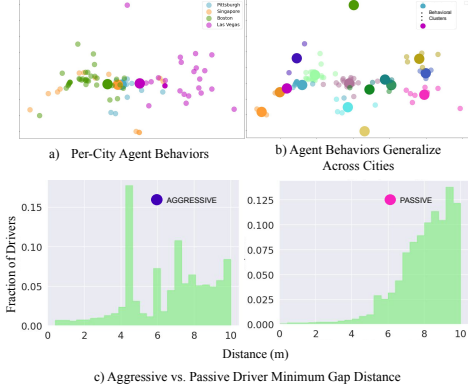 Pittsburgh
Singapore
Boston
Las Vegas
Behavioral
Clusters
a) Per-City Agent Behaviors
b) Agent Behaviors Generalize
Across Cities
Fraction of Drivers
0.15
0.10
0.05
0.00
0 2 4 6 8 10
AGGRESSIVE
0.125
0.100
0.075
0.050
0.025
0.000
0 2 4 6 8 10
PASSIVE
Distance (m)
c) Aggressive vs. Passive Driver Minimum Gap Distance